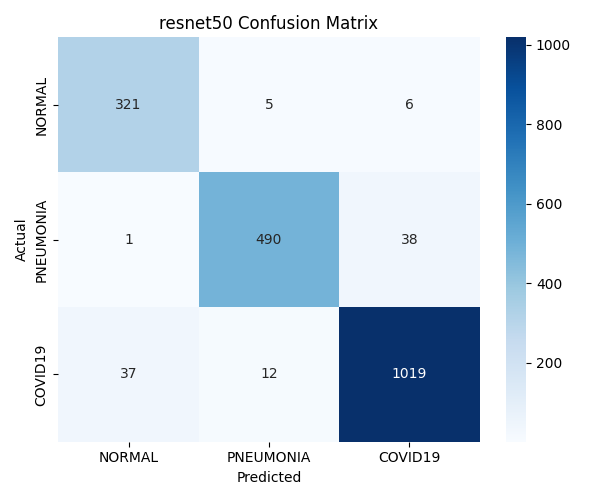 resnet50 Confusion Matrix
Actual
NORMAL
321 5 6
PNEUMONIA
1 490 38
COVID19
37 12 1019
NORMAL PNEUMONIA COVID19
Predicted
1000
800
600
400
200